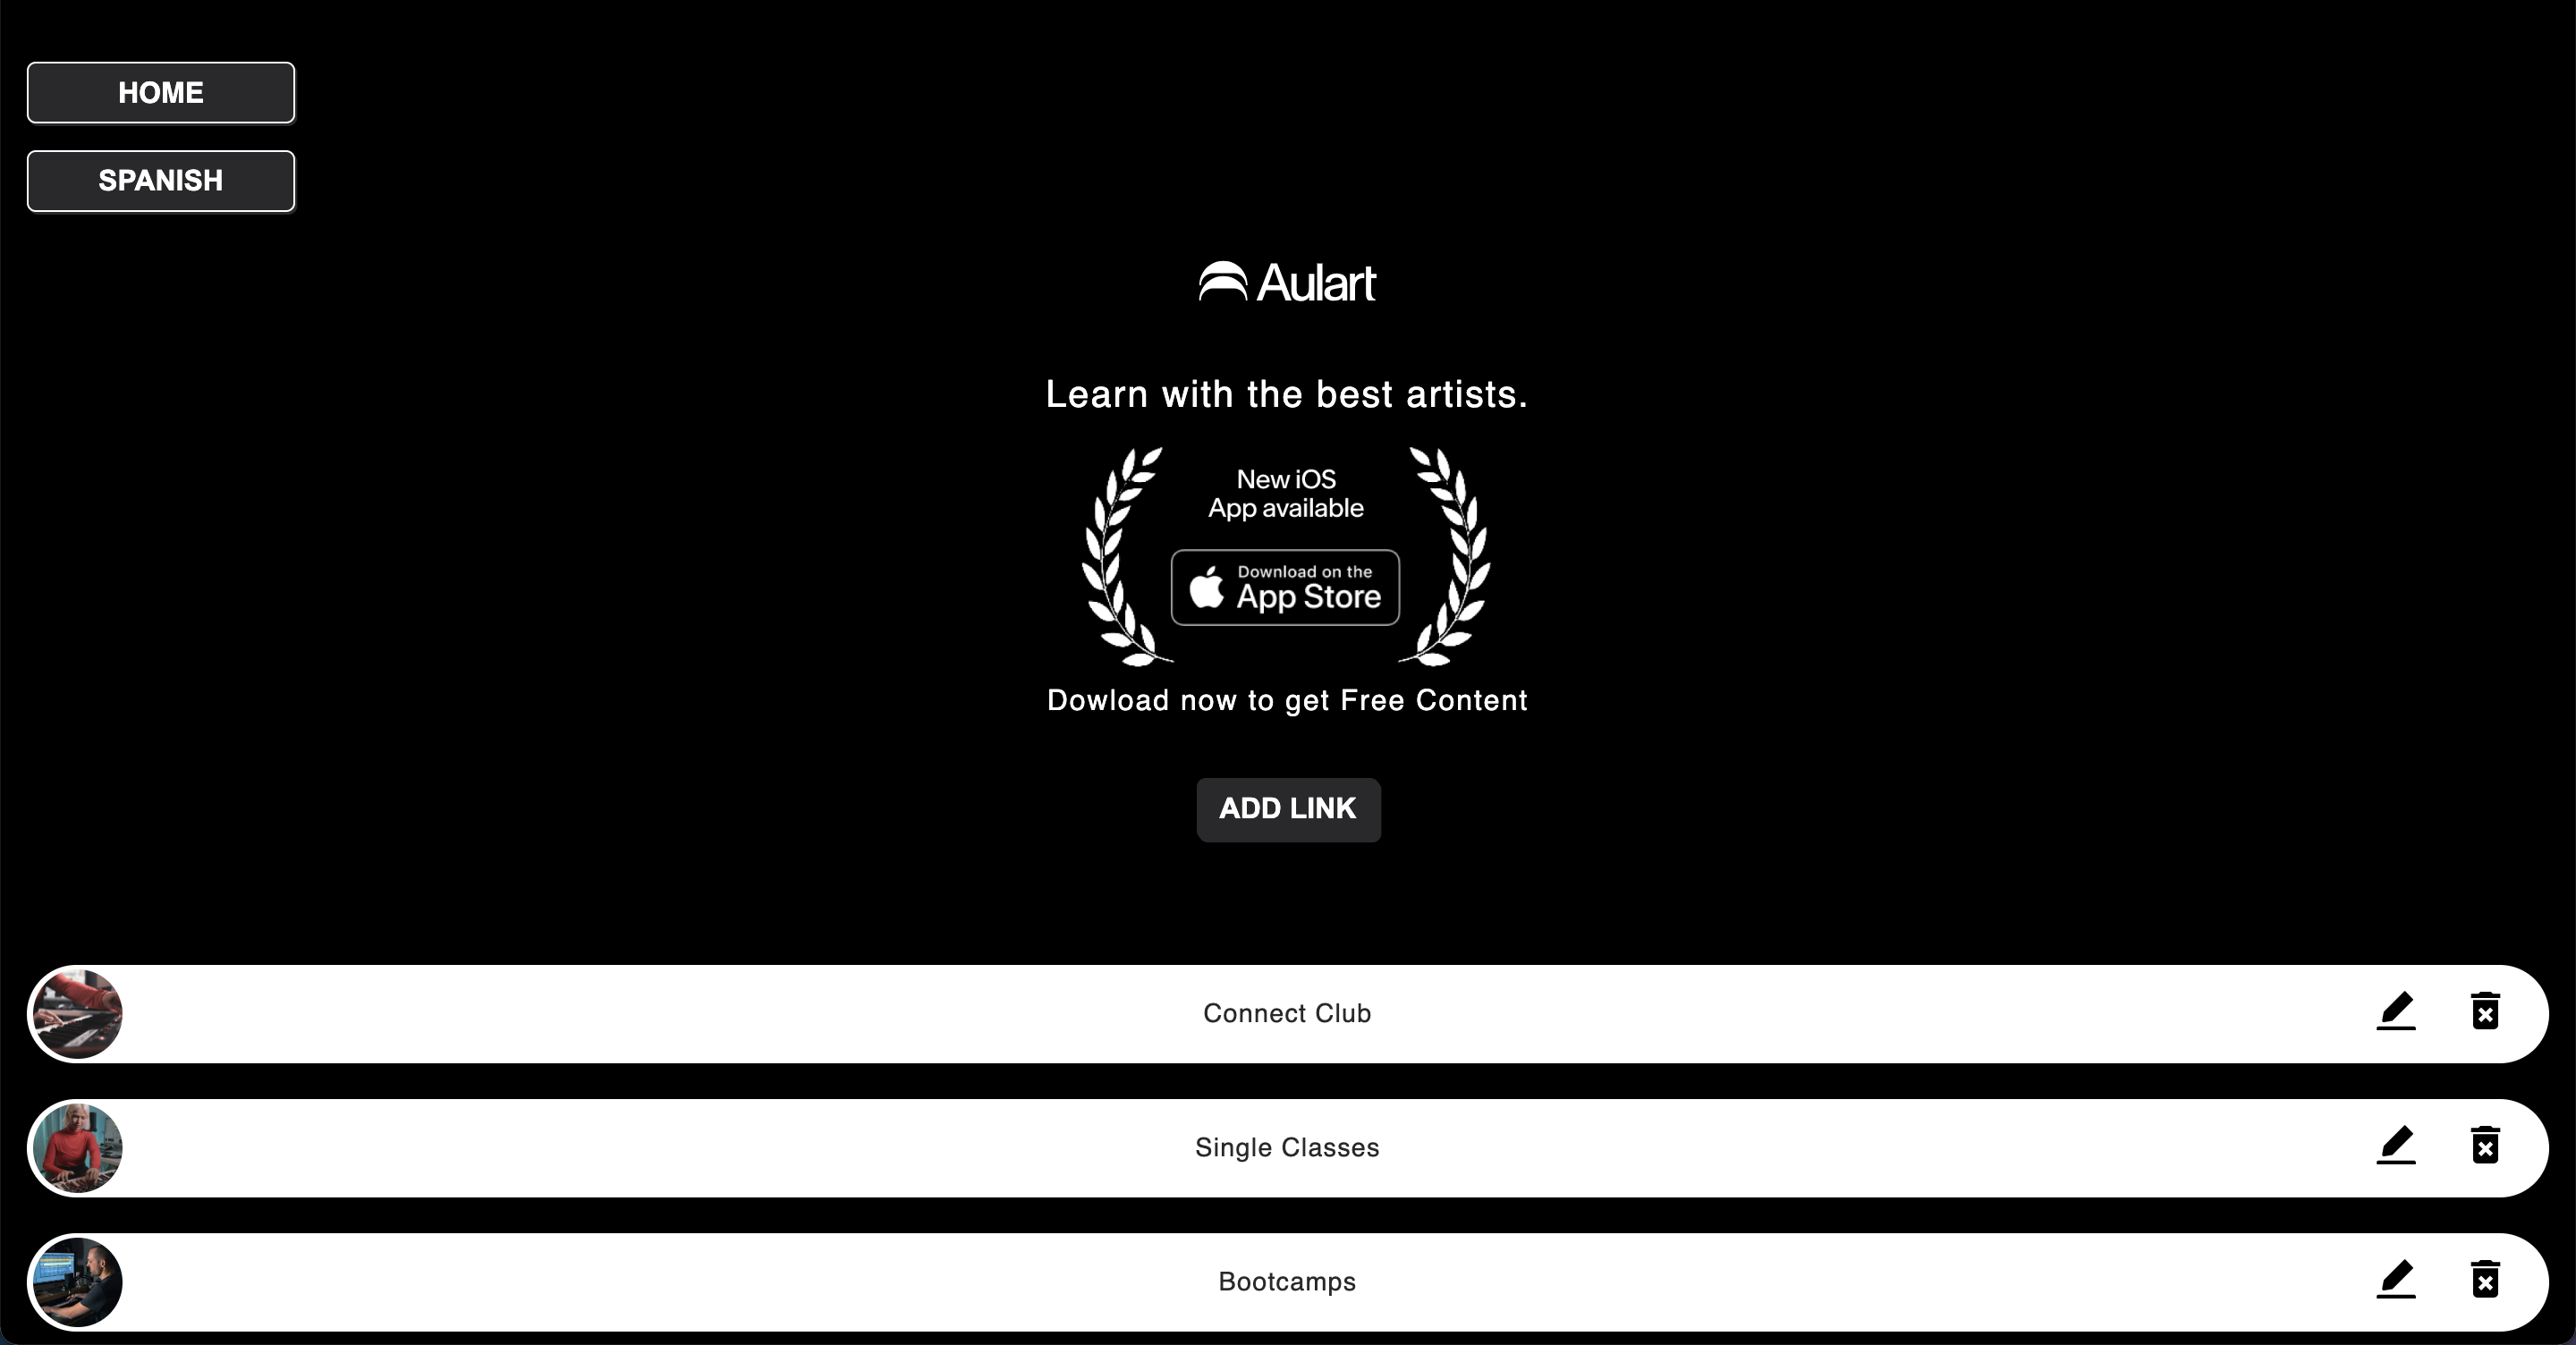 HOME
SPANISH
Aulart
Learn with the best artists.
New iOS
App available
Download on the
App Store
Dowload now to get Free Content
ADD LINK
Connect Club
Single Classes
Bootcamps